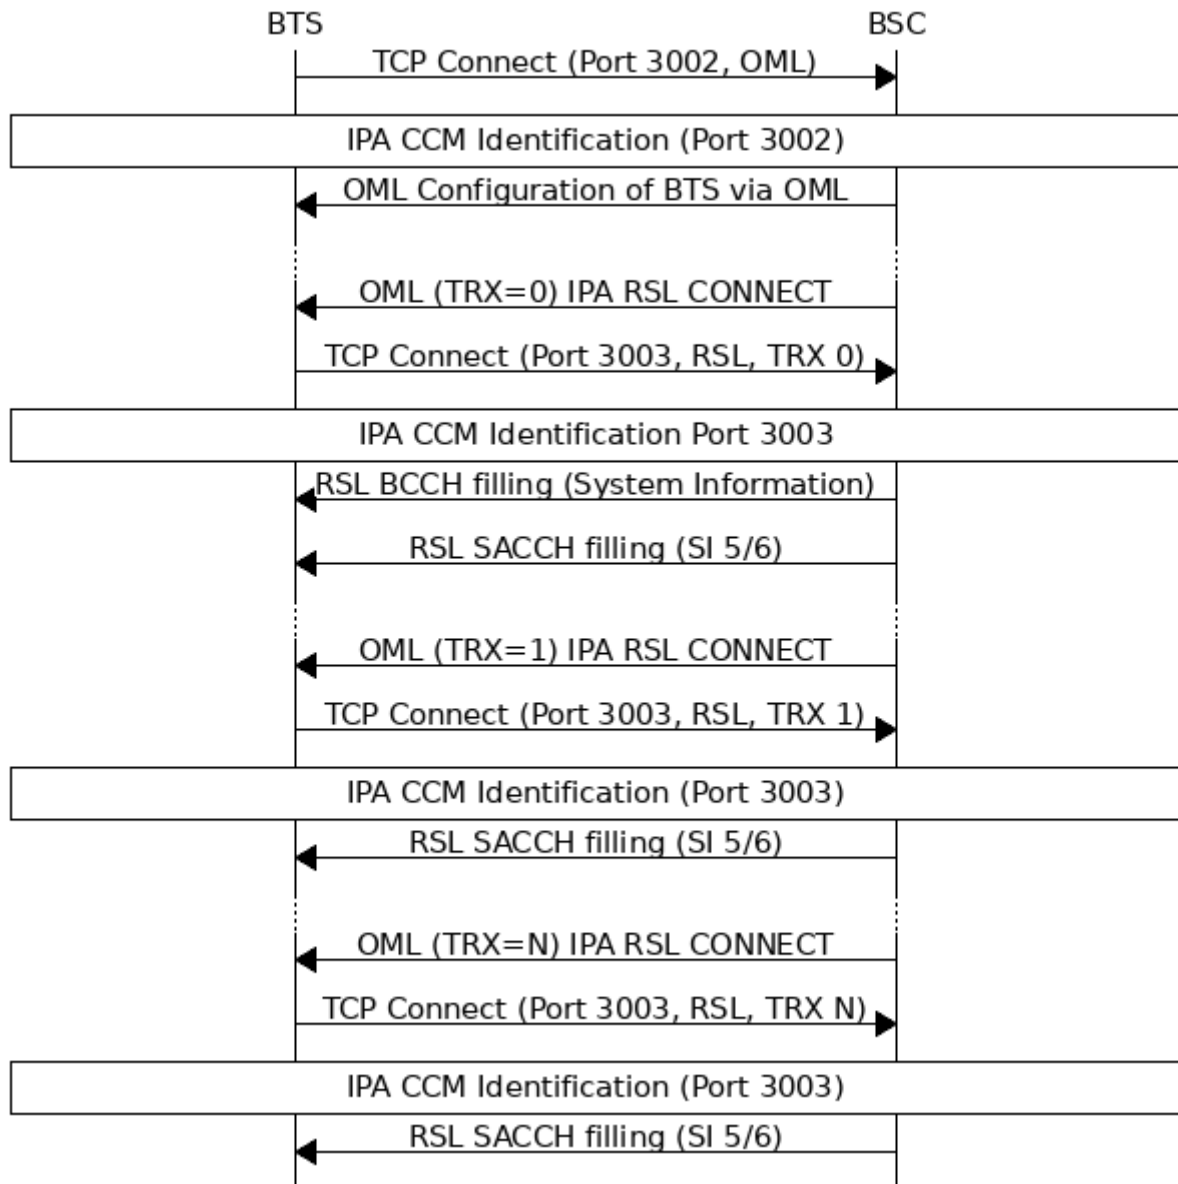 BTS BSC
TCP Connect (Port 3002, OML)
IPA CCM Identification (Port 3002)
OML Configuration of BTS via OML
OML (TRX=0) IPA RSL CONNECT
TCP Connect (Port 3003, RSL, TRX 0)
IPA CCM Identification Port 3003
RSL BCCH filling (System Information)
RSL SACCH filling (SI 5/6)
OML (TRX=1) IPA RSL CONNECT
TCP Connect (Port 3003, RSL, TRX 1)
IPA CCM Identification (Port 3003)
RSL SACCH filling (SI 5/6)
OML (TRX=N) IPA RSL CONNECT
TCP Connect (Port 3003, RSL, TRX N)
IPA CCM Identification (Port 3003)
RSL SACCH filling (SI 5/6)